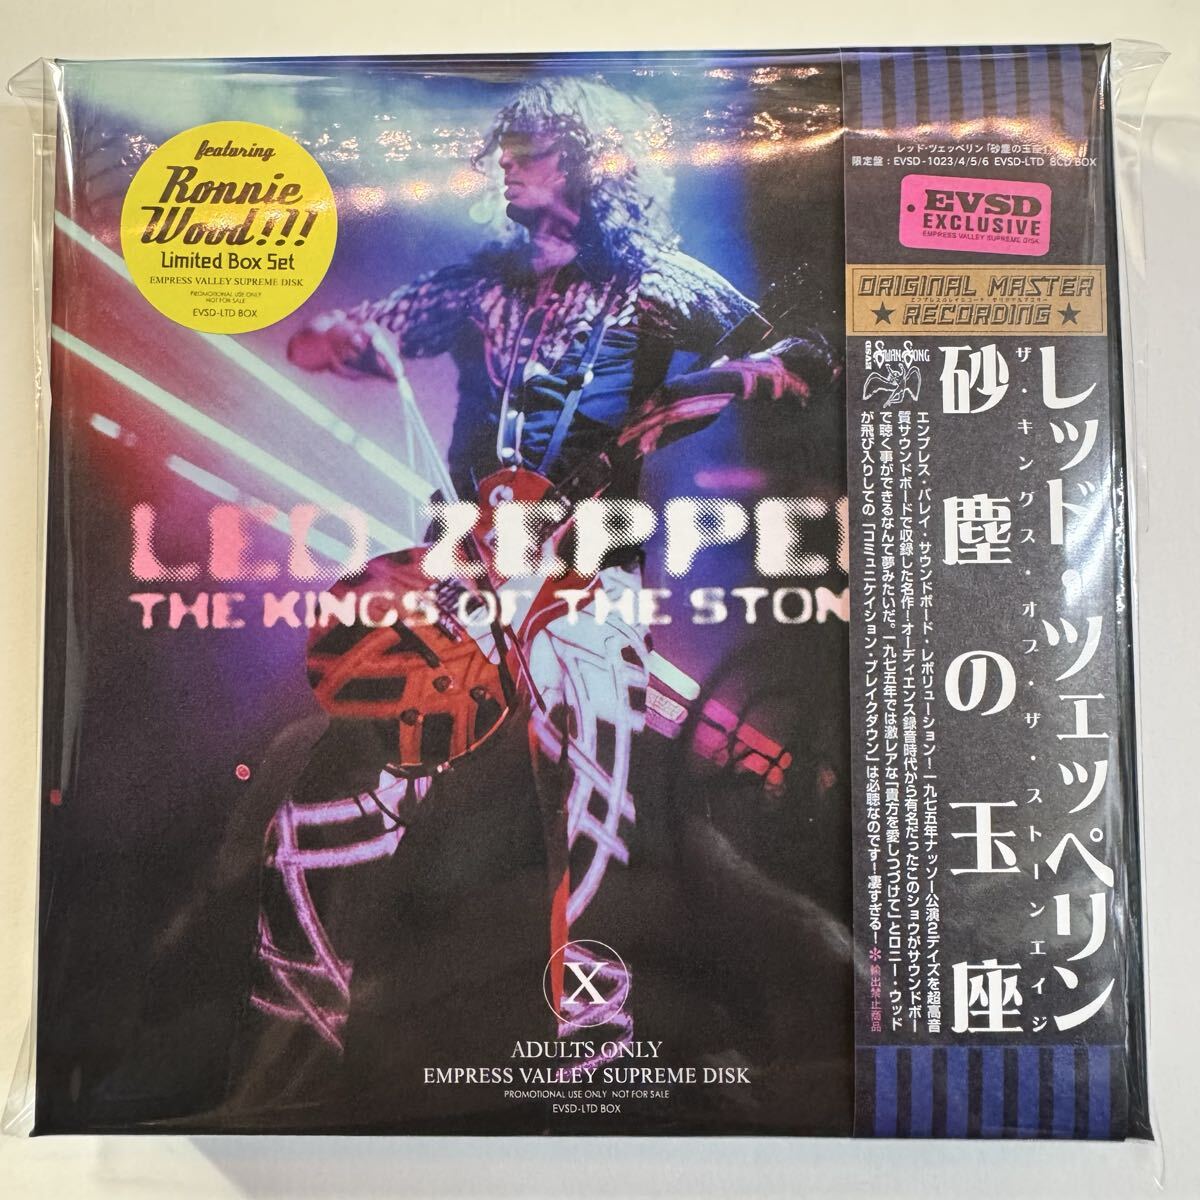 featuring
Ronnie
Wood!!!
Limited Box Set
EMPRESS VALLEY SUPREME DISK
PROMOTIONAL USE ONLY
NOT FOR SALE
EVSD-LTD BOX
LED ZEPPE
THE KINGS OF THE STON
X
ADULTS ONLY
EMPRESS VALLEY SUPREME DISK
PROMOTIONAL USE ONLY NOT FOR SALE
EVSD-LTD BOX
レッド・ツェッペリン「砂塵の玉座」
限定盤：EVSD-1023/4/5/6 EVSD-LTD 8CD BOX
EVSD
EXCLUSIVE
EMPRESS VALLEY SUPREME DISK
ORIGINAL MASTER
★ RECORDING ★
SWAN SONG
レッド・ツェッペリン
ザ・キングス・オブ・ザ・ストーンエイジ
砂塵の玉座
エンプレス・バレイ・サウンドボード・レボリューション！一九七五年ナッソー公演2デイズを超高音
質サウンドボードで収録した名作！オーディエンス録音時代から有名だったこのショウがサウンドボー
で聴く事ができるなんて夢みたいだ。一九七五年では激レアな「貴方を愛しつづけて」とロニー・ウッド
が飛び入りしての「コミュニケイション・ブレイクダウン」は必聴なのです！凄すぎる！＊輸出禁止商品